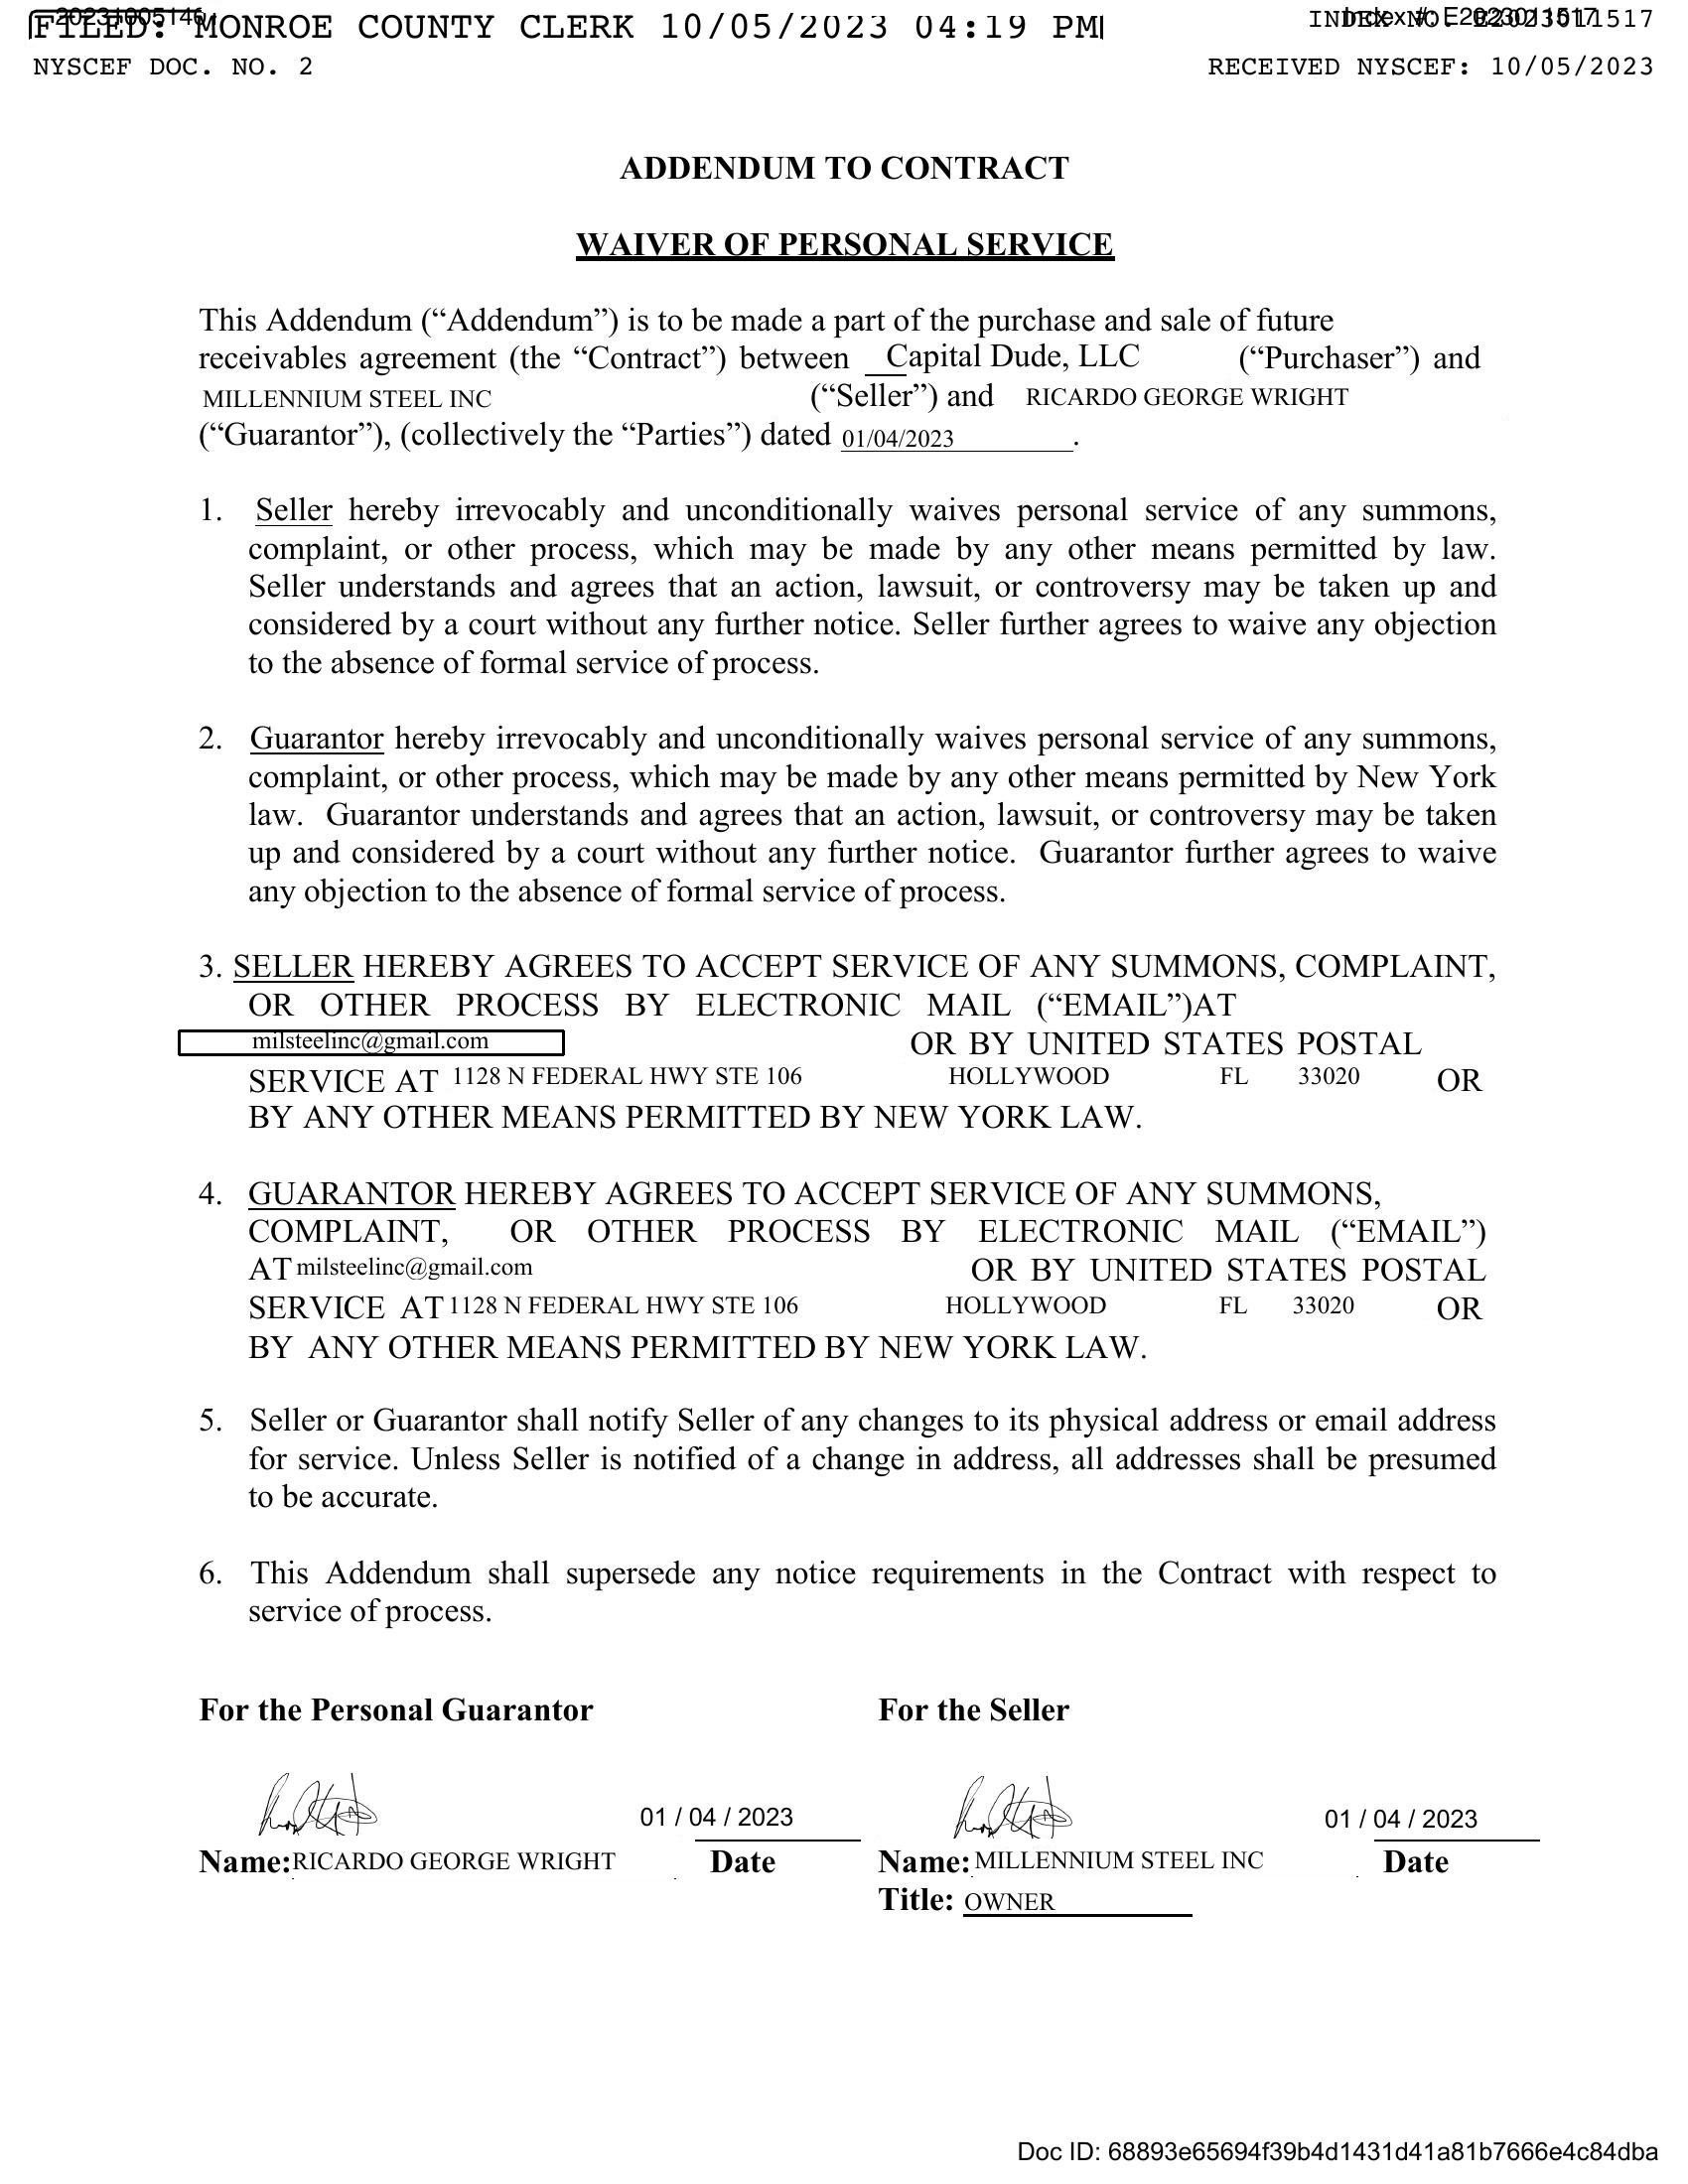 FILED: MONROE COUNTY CLERK 10/05/2023 04:19 PM
INDEX NO. E2023011517
202310051464
Index #: E2023011517
NYSCEF DOC. NO. 2
RECEIVED NYSCEF: 10/05/2023
ADDENDUM TO CONTRACT
WAIVER OF PERSONAL SERVICE
This Addendum (“Addendum”) is to be made a part of the purchase and sale of future
receivables agreement (the “Contract”) between Capital Dude, LLC (“Purchaser”) and
MILLENNIUM STEEL INC (“Seller”) and RICARDO GEORGE WRIGHT
(“Guarantor”), (collectively the “Parties”) dated 01/04/2023.
1. Seller hereby irrevocably and unconditionally waives personal service of any summons,
complaint, or other process, which may be made by any other means permitted by law.
Seller understands and agrees that an action, lawsuit, or controversy may be taken up and
considered by a court without any further notice. Seller further agrees to waive any objection
to the absence of formal service of process.
2. Guarantor hereby irrevocably and unconditionally waives personal service of any summons,
complaint, or other process, which may be made by any other means permitted by New York
law. Guarantor understands and agrees that an action, lawsuit, or controversy may be taken
up and considered by a court without any further notice. Guarantor further agrees to waive
any objection to the absence of formal service of process.
3. SELLER HEREBY AGREES TO ACCEPT SERVICE OF ANY SUMMONS, COMPLAINT,
OR OTHER PROCESS BY ELECTRONIC MAIL (“EMAIL”)AT
milsteelinc@gmail.com OR BY UNITED STATES POSTAL
SERVICE AT 1128 N FEDERAL HWY STE 106 HOLLYWOOD FL 33020 OR
BY ANY OTHER MEANS PERMITTED BY NEW YORK LAW.
4. GUARANTOR HEREBY AGREES TO ACCEPT SERVICE OF ANY SUMMONS,
COMPLAINT, OR OTHER PROCESS BY ELECTRONIC MAIL (“EMAIL”)
AT milsteelinc@gmail.com OR BY UNITED STATES POSTAL
SERVICE AT 1128 N FEDERAL HWY STE 106 HOLLYWOOD FL 33020 OR
BY ANY OTHER MEANS PERMITTED BY NEW YORK LAW.
5. Seller or Guarantor shall notify Seller of any changes to its physical address or email address
for service. Unless Seller is notified of a change in address, all addresses shall be presumed
to be accurate.
6. This Addendum shall supersede any notice requirements in the Contract with respect to
service of process.
For the Personal Guarantor For the Seller
01 / 04 / 2023 01 / 04 / 2023
Name: RICARDO GEORGE WRIGHT Date Name: MILLENNIUM STEEL INC Date
Title: OWNER
Doc ID: 68893e65694f39b4d1431d41a81b7666e4c84dba